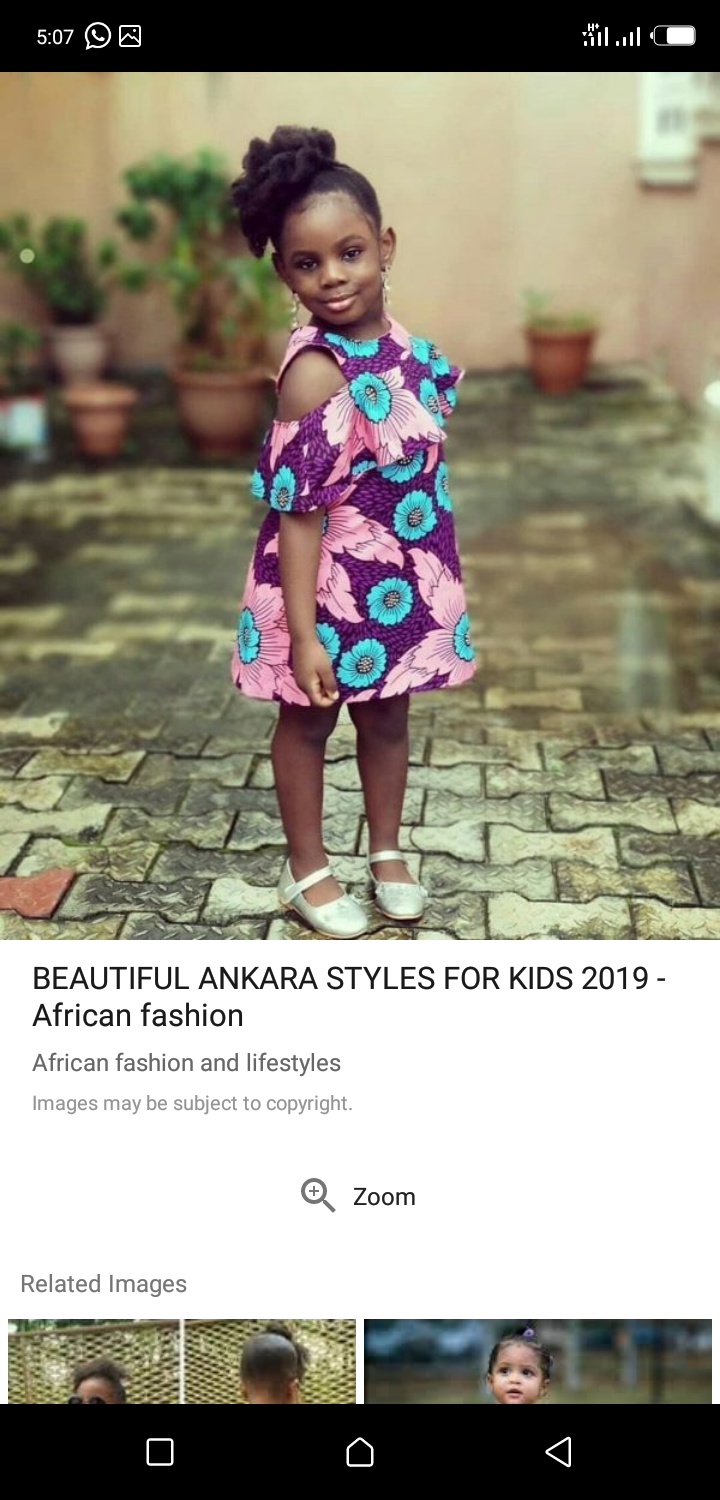 5:07
H+
BEAUTIFUL ANKARA STYLES FOR KIDS 2019 -
African fashion
African fashion and lifestyles
Images may be subject to copyright.
Zoom
Related Images